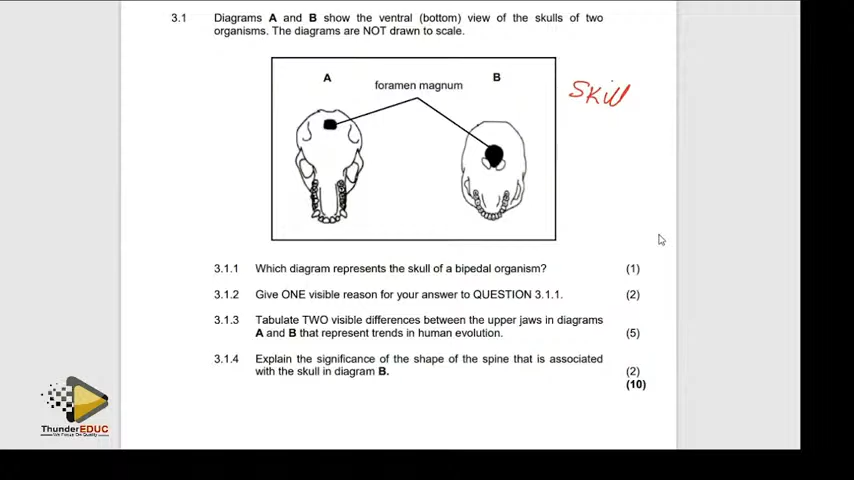 3.1 Diagrams A and B show the ventral (bottom) view of the skulls of two
organisms. The diagrams are NOT drawn to scale.
A
B
foramen magnum
Skill
3.1.1 Which diagram represents the skull of a bipedal organism? (1)
3.1.2 Give ONE visible reason for your answer to QUESTION 3.1.1. (2)
3.1.3 Tabulate TWO visible differences between the upper jaws in diagrams
A and B that represent trends in human evolution. (5)
3.1.4 Explain the significance of the shape of the spine that is associated
with the skull in diagram B. (2)
(10)
ThunderEDUC
We Focus On Quality